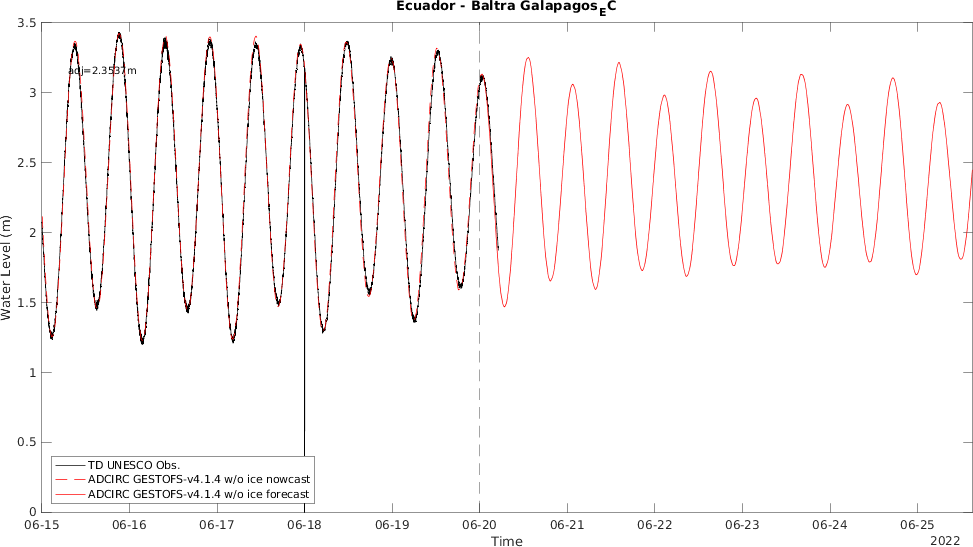 Ecuador - Baltra Galapagos_EC
3.5
adj=2.3537m
3
2.5
2
1.5
1
0.5
0
Water Level (m)
TD UNESCO Obs.
ADCIRC GESTOFS-v4.1.4 w/o ice nowcast
ADCIRC GESTOFS-v4.1.4 w/o ice forecast
06-15 06-16 06-17 06-18 06-19 06-20 06-21 06-22 06-23 06-24 06-25
Time
2022